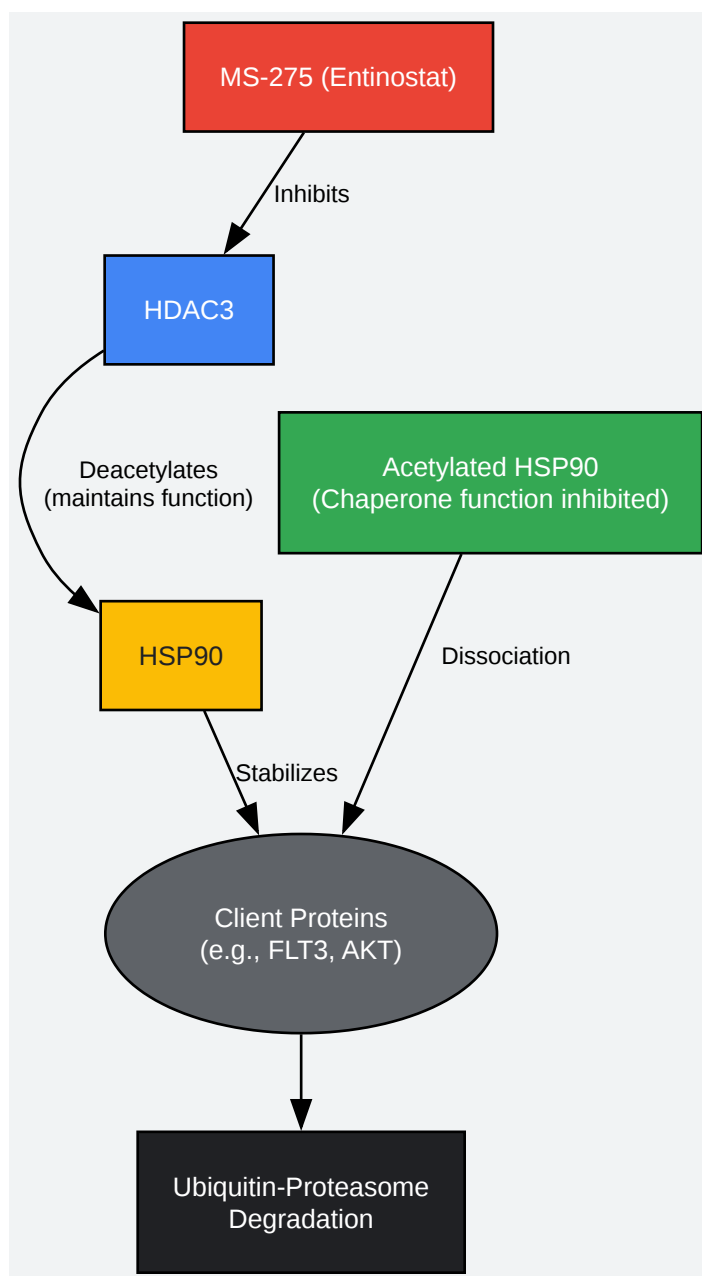 MS-275 (Entinostat)
Inhibits
HDAC3
Deacetylates
(maintains function)
Acetylated HSP90
(Chaperone function inhibited)
HSP90
Dissociation
Stabilizes
Client Proteins
(e.g., FLT3, AKT)
Ubiquitin-Proteasome
Degradation